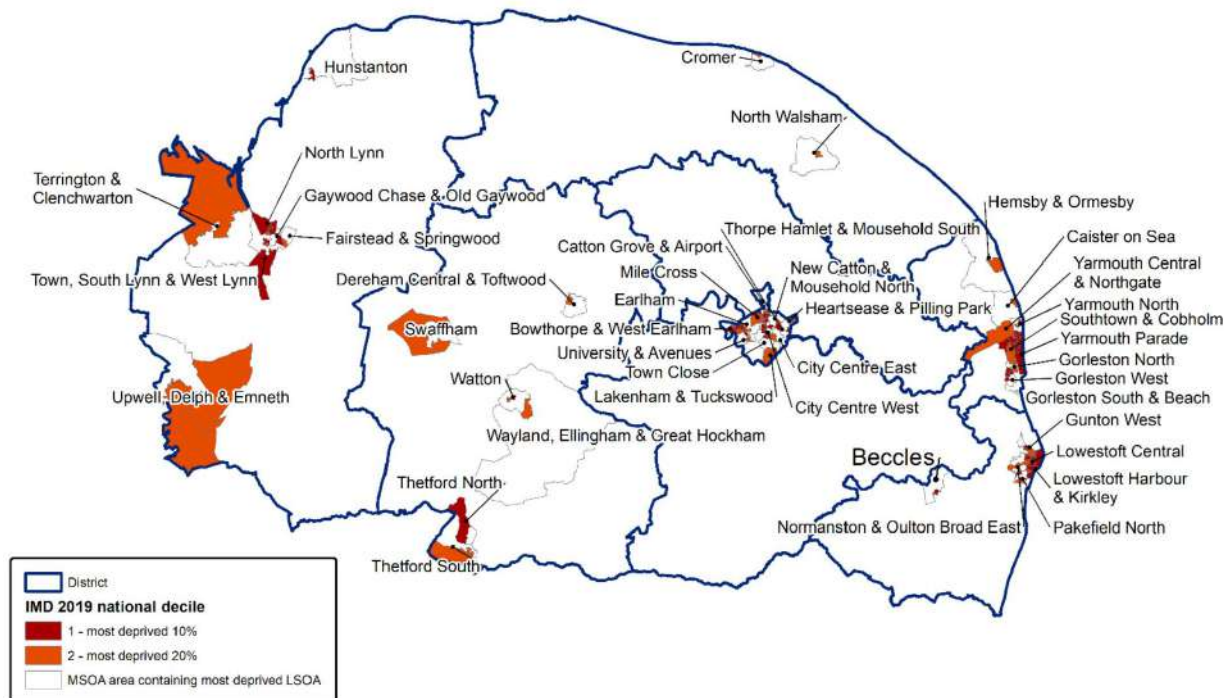 Cromer
Hunstanton
North Walsham
North Lynn
Terrington &
Clenchwarton
Gaywood Chase & Old Gaywood
Fairstead & Springwood
Town, South Lynn & West Lynn
Hemsby & Ormesby
Thorpe Hamlet & Mousehold South
Catton Grove & Airport
Caister on Sea
Mile Cross
New Catton &
Mousehold North
Yarmouth Central
& Northgate
Dereham Central & Toftwood
Earlham
Heartsease & Pilling Park
Yarmouth North
Swaffham
Bowthorpe & West Earlham
Southtown & Cobholm
Yarmouth Parade
University & Avenues
Town Close
City Centre East
Gorleston North
Gorleston West
Upwell, Delph & Emneth
Watton
Lakenham & Tuckswood
City Centre West
Gorleston South & Beach
Gunton West
Wayland, Ellingham & Great Hockham
Beccles
Lowestoft Central
Thetford North
Lowestoft Harbour
& Kirkley
Normanston & Oulton Broad East
Pakefield North
Thetford South
District
IMD 2019 national decile
1 - most deprived 10%
2 - most deprived 20%
MSOA area containing most deprived LSOA